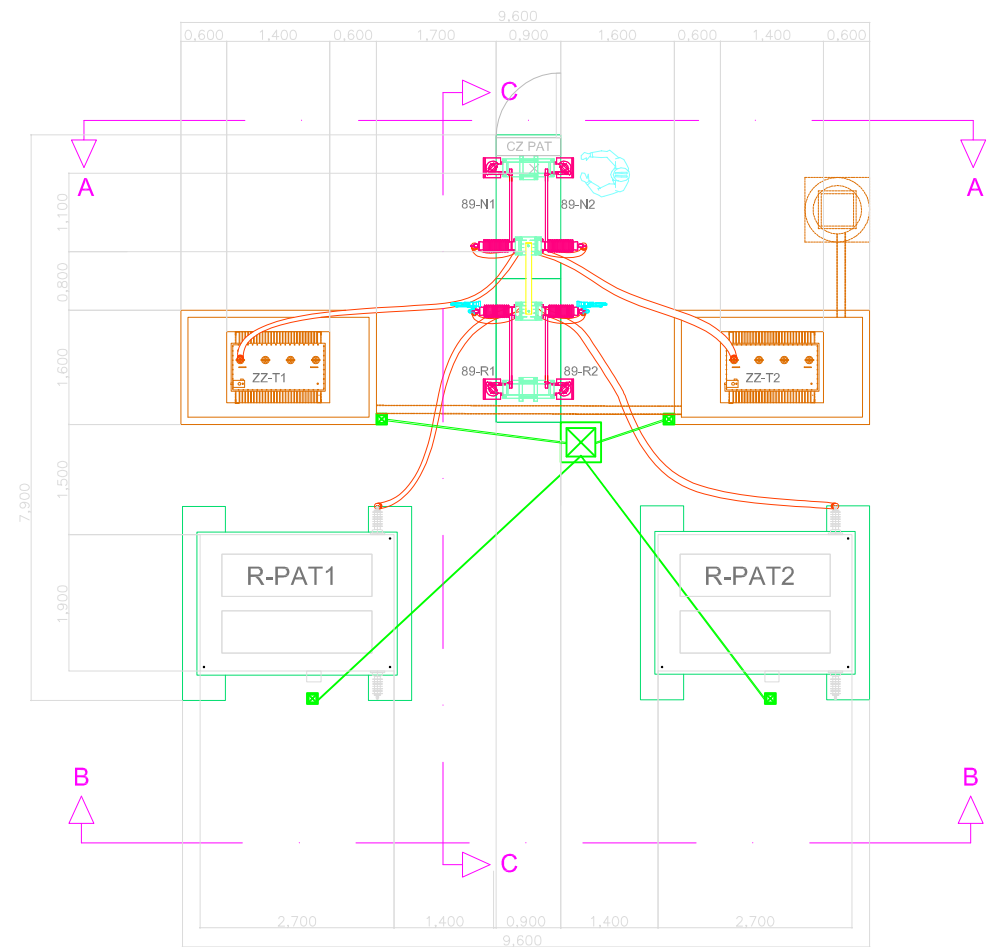 9,600
0,600 1,400 0,600 1,700 0,900 1,600 0,600 1,400 0,600
C
CZ PAT
A A
89-N1 89-N2
1,100
0,800
1,600
ZZ-T1 89-R1 89-R2 ZZ-T2
1,500
7,900
R-PAT1 R-PAT2
1,900
B B
C
2,700 1,400 0,900 1,400 2,700
9,600